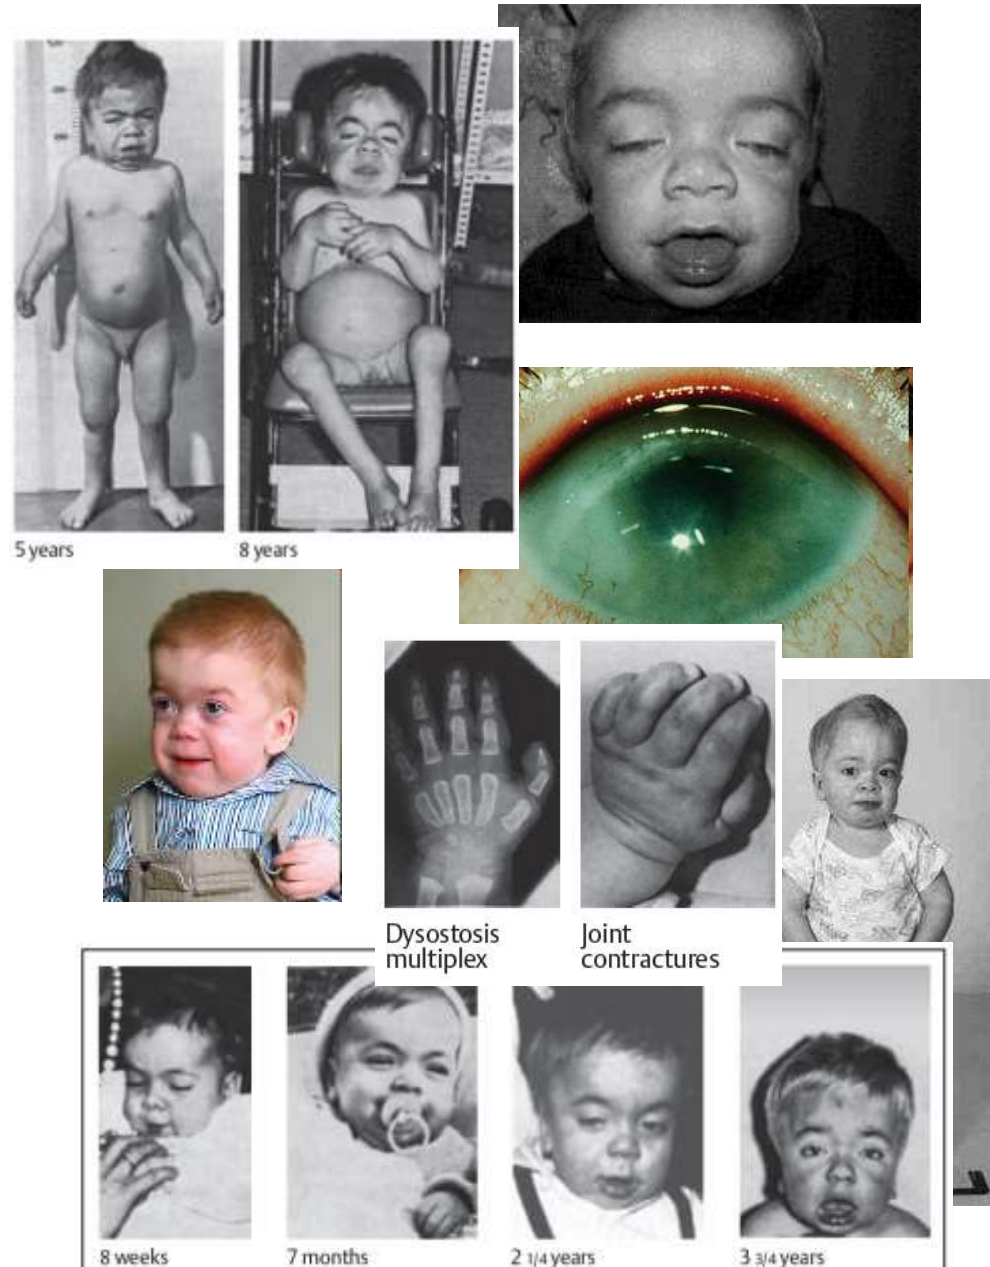 5 years
8 years
Dysostosis
multiplex
Joint
contractures
8 weeks
7 months
2 1/4 years
3 3/4 years